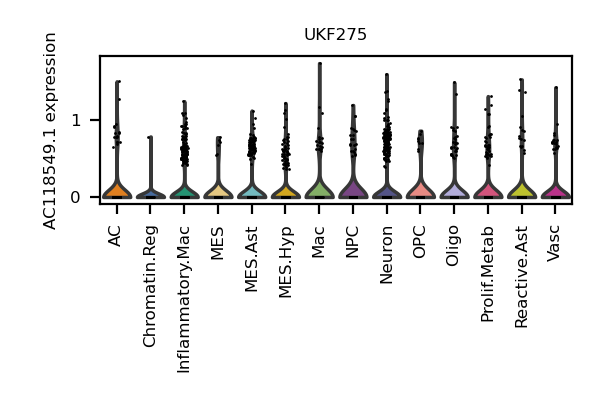 UKF275
AC118549.1 expression
1
0
AC
Chromatin.Reg
Inflammatory.Mac
MES
MES.Ast
MES.Hyp
Mac
NPC
Neuron
OPC
Oligo
Prolif.Metab
Reactive.Ast
Vasc